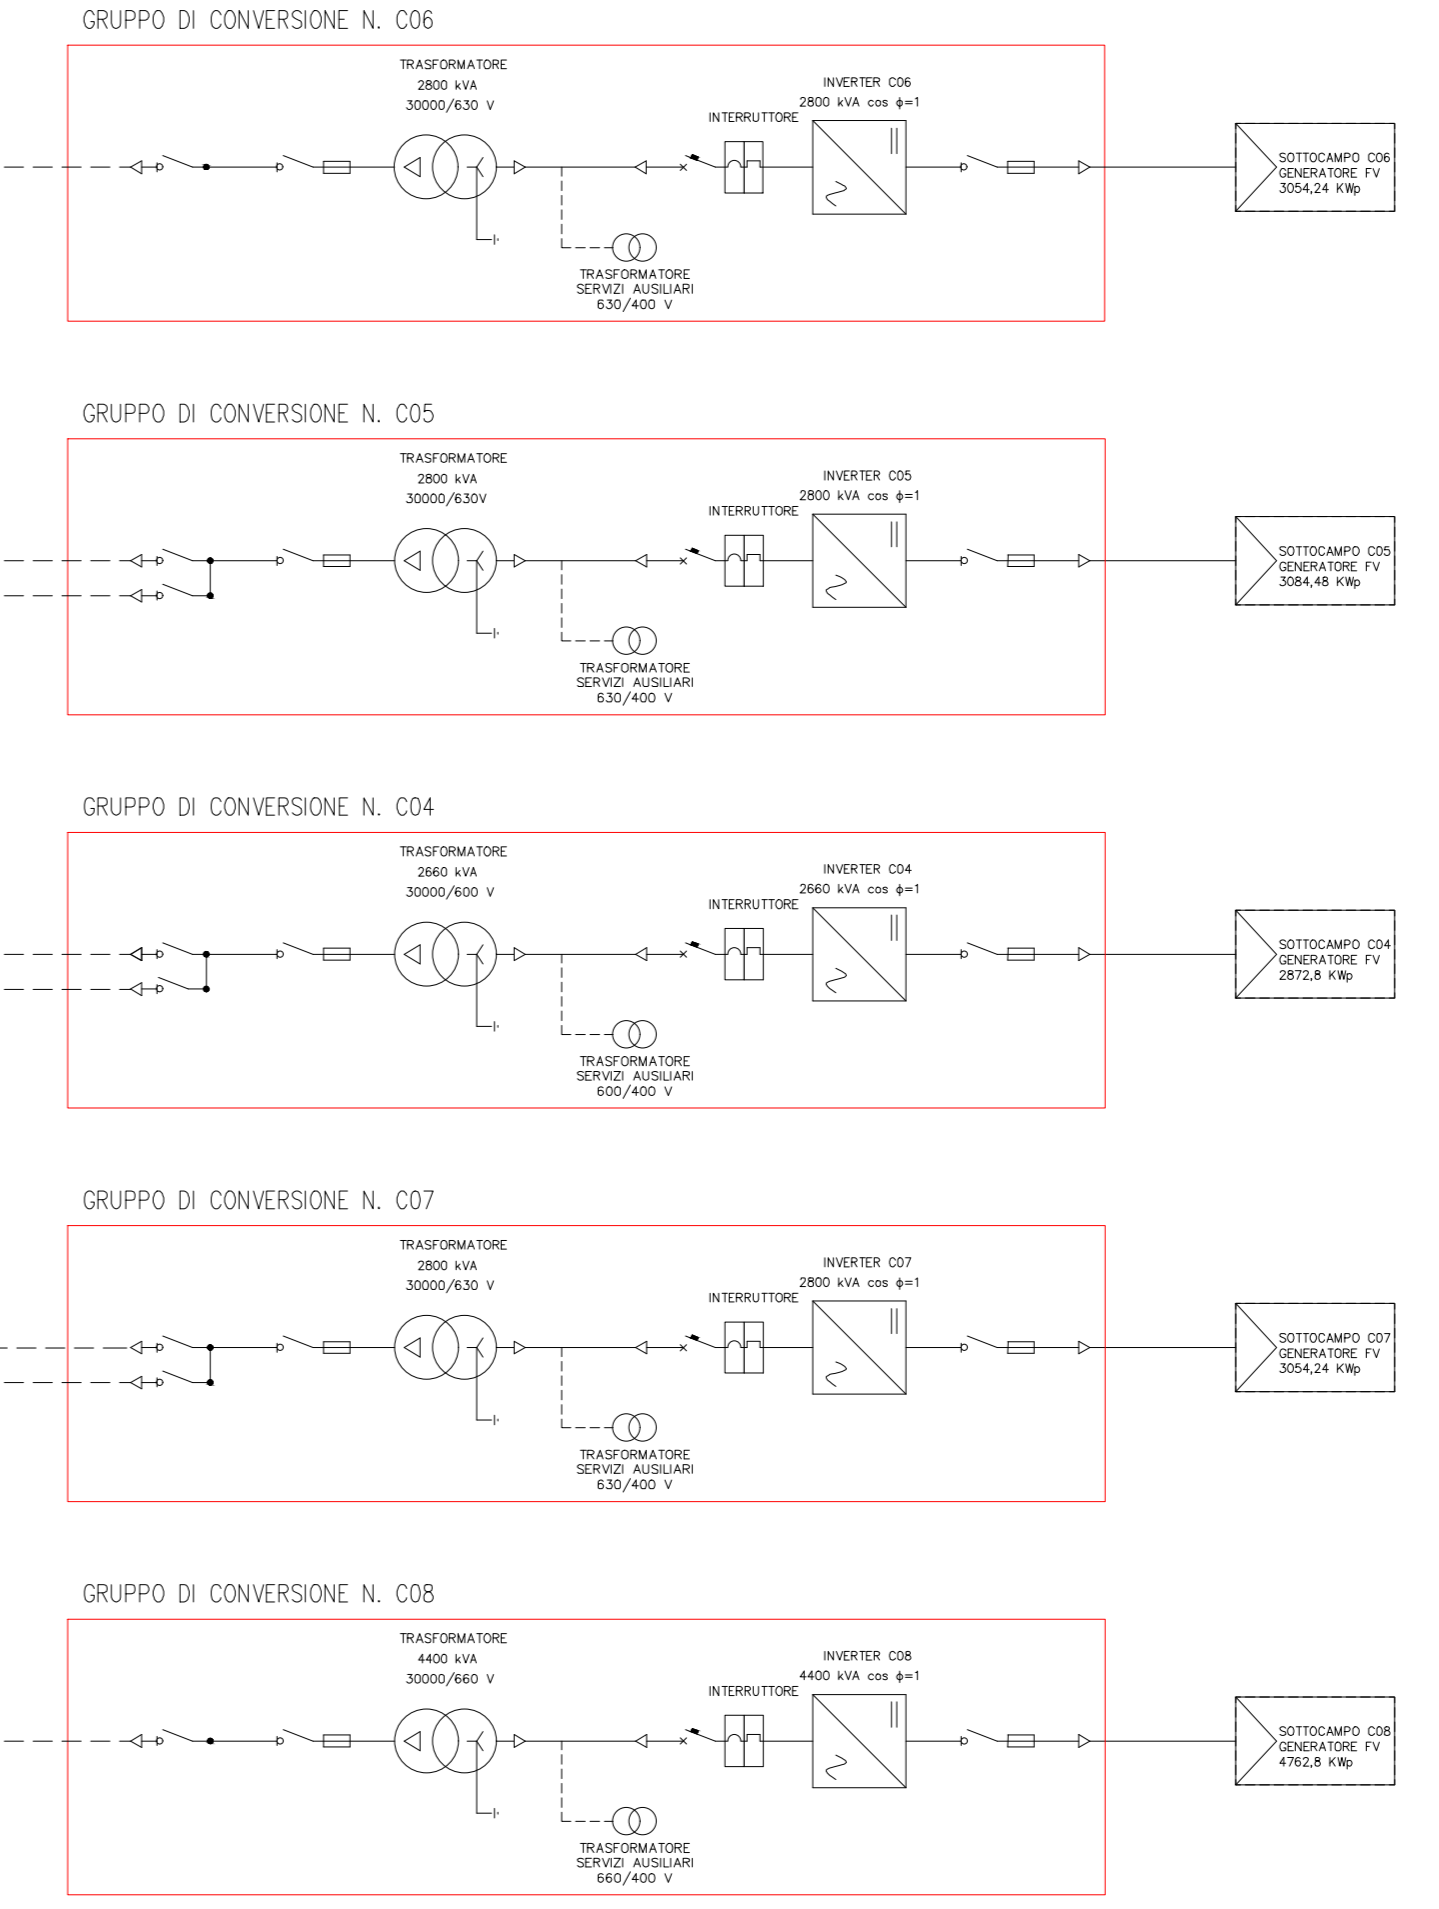 GRUPPO DI CONVERSIONE N. C06
TRASFORMATORE
2800 kVA
30000/630 V
INVERTER C06
2800 kVA cos ϕ=1
INTERRUTTORE
SOTTOCAMPO C06
GENERATORE FV
3054,24 KWp
TRASFORMATORE
SERVIZI AUSILIARI
630/400 V
GRUPPO DI CONVERSIONE N. C05
TRASFORMATORE
2800 kVA
30000/630V
INVERTER C05
2800 kVA cos ϕ=1
INTERRUTTORE
SOTTOCAMPO C05
GENERATORE FV
3084,48 KWp
TRASFORMATORE
SERVIZI AUSILIARI
630/400 V
GRUPPO DI CONVERSIONE N. C04
TRASFORMATORE
2660 kVA
30000/600 V
INVERTER C04
2660 kVA cos ϕ=1
INTERRUTTORE
SOTTOCAMPO C04
GENERATORE FV
2872,8 KWp
TRASFORMATORE
SERVIZI AUSILIARI
600/400 V
GRUPPO DI CONVERSIONE N. C07
TRASFORMATORE
2800 kVA
30000/630 V
INVERTER C07
2800 kVA cos ϕ=1
INTERRUTTORE
SOTTOCAMPO C07
GENERATORE FV
3054,24 KWp
TRASFORMATORE
SERVIZI AUSILIARI
630/400 V
GRUPPO DI CONVERSIONE N. C08
TRASFORMATORE
4400 kVA
30000/660 V
INVERTER C08
4400 kVA cos ϕ=1
INTERRUTTORE
SOTTOCAMPO C08
GENERATORE FV
4762,8 KWp
TRASFORMATORE
SERVIZI AUSILIARI
660/400 V